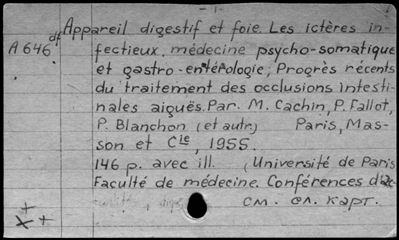 - 1 -
df Appareil digestif et foie. Les ictères in-
A 646 fectieux, médecine psycho-somatique
et gastro-entérologie; Progrès récents
du traitement des occlusions intesti-
nales aiguës. Par. M. Cachin, P. Fallot,
P. Blanchon (et autr.) Paris, Mas-
son et Cie, 1955.
146 p. avec ill. (Université de Paris
Faculté de médecine. Conférences d'
см. сл. карт.